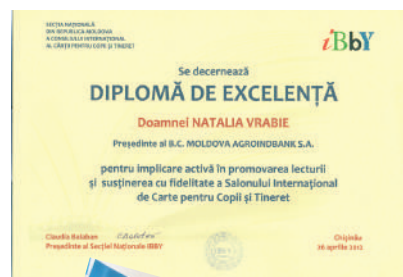 SECȚIA NAȚIONALĂ
DIN REPUBLICA MOLDOVA
A CONSILIULUI INTERNAȚIONAL
AL CĂRȚII PENTRU COPII ȘI TINERET
iBbY
Se decernează
DIPLOMĂ DE EXCELENȚĂ
Doamnei NATALIA VRABIE
Președinte al B.C. MOLDOVA AGROINDBANK S.A.
pentru implicare activă în promovarea lecturii
și susținerea cu fidelitate a Salonului Internațional
de Carte pentru Copii și Tineret
Claudia Balaban
Președinte al Secției Naționale IBBY
Chișinău
26 aprilie 2012